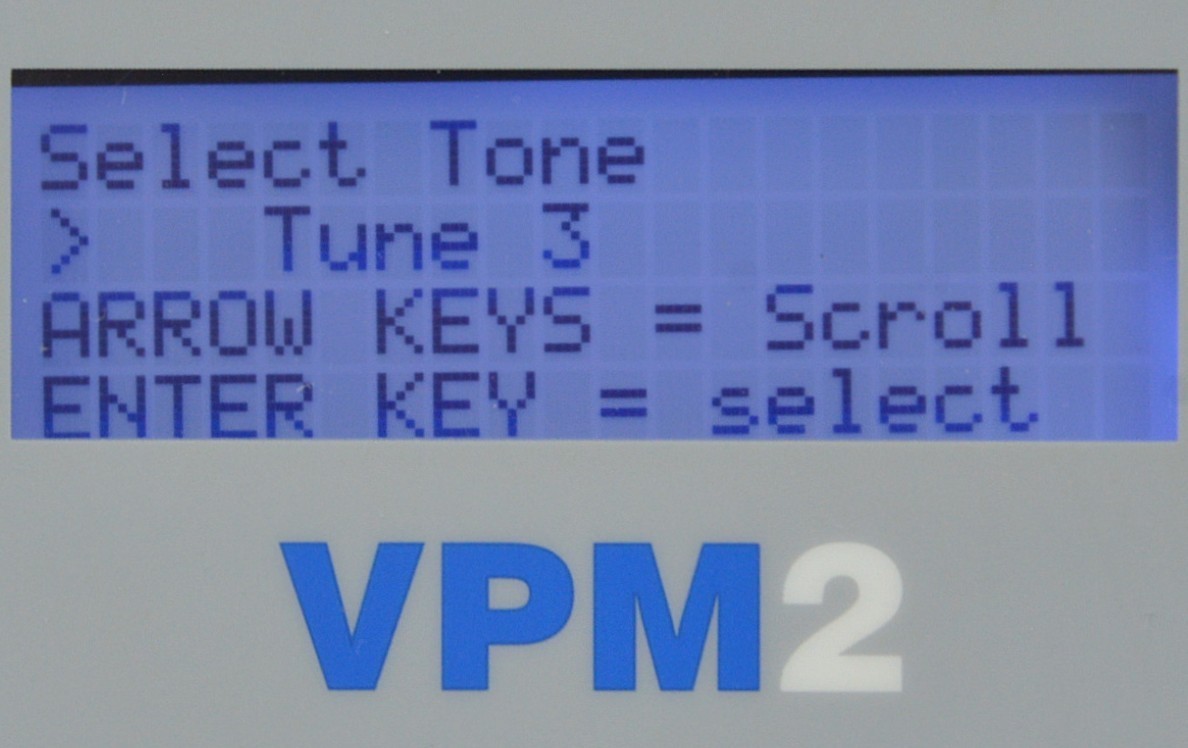 Select Tone
>   Tune 3
ARROW KEYS = Scroll
ENTER KEY = select
VPM2